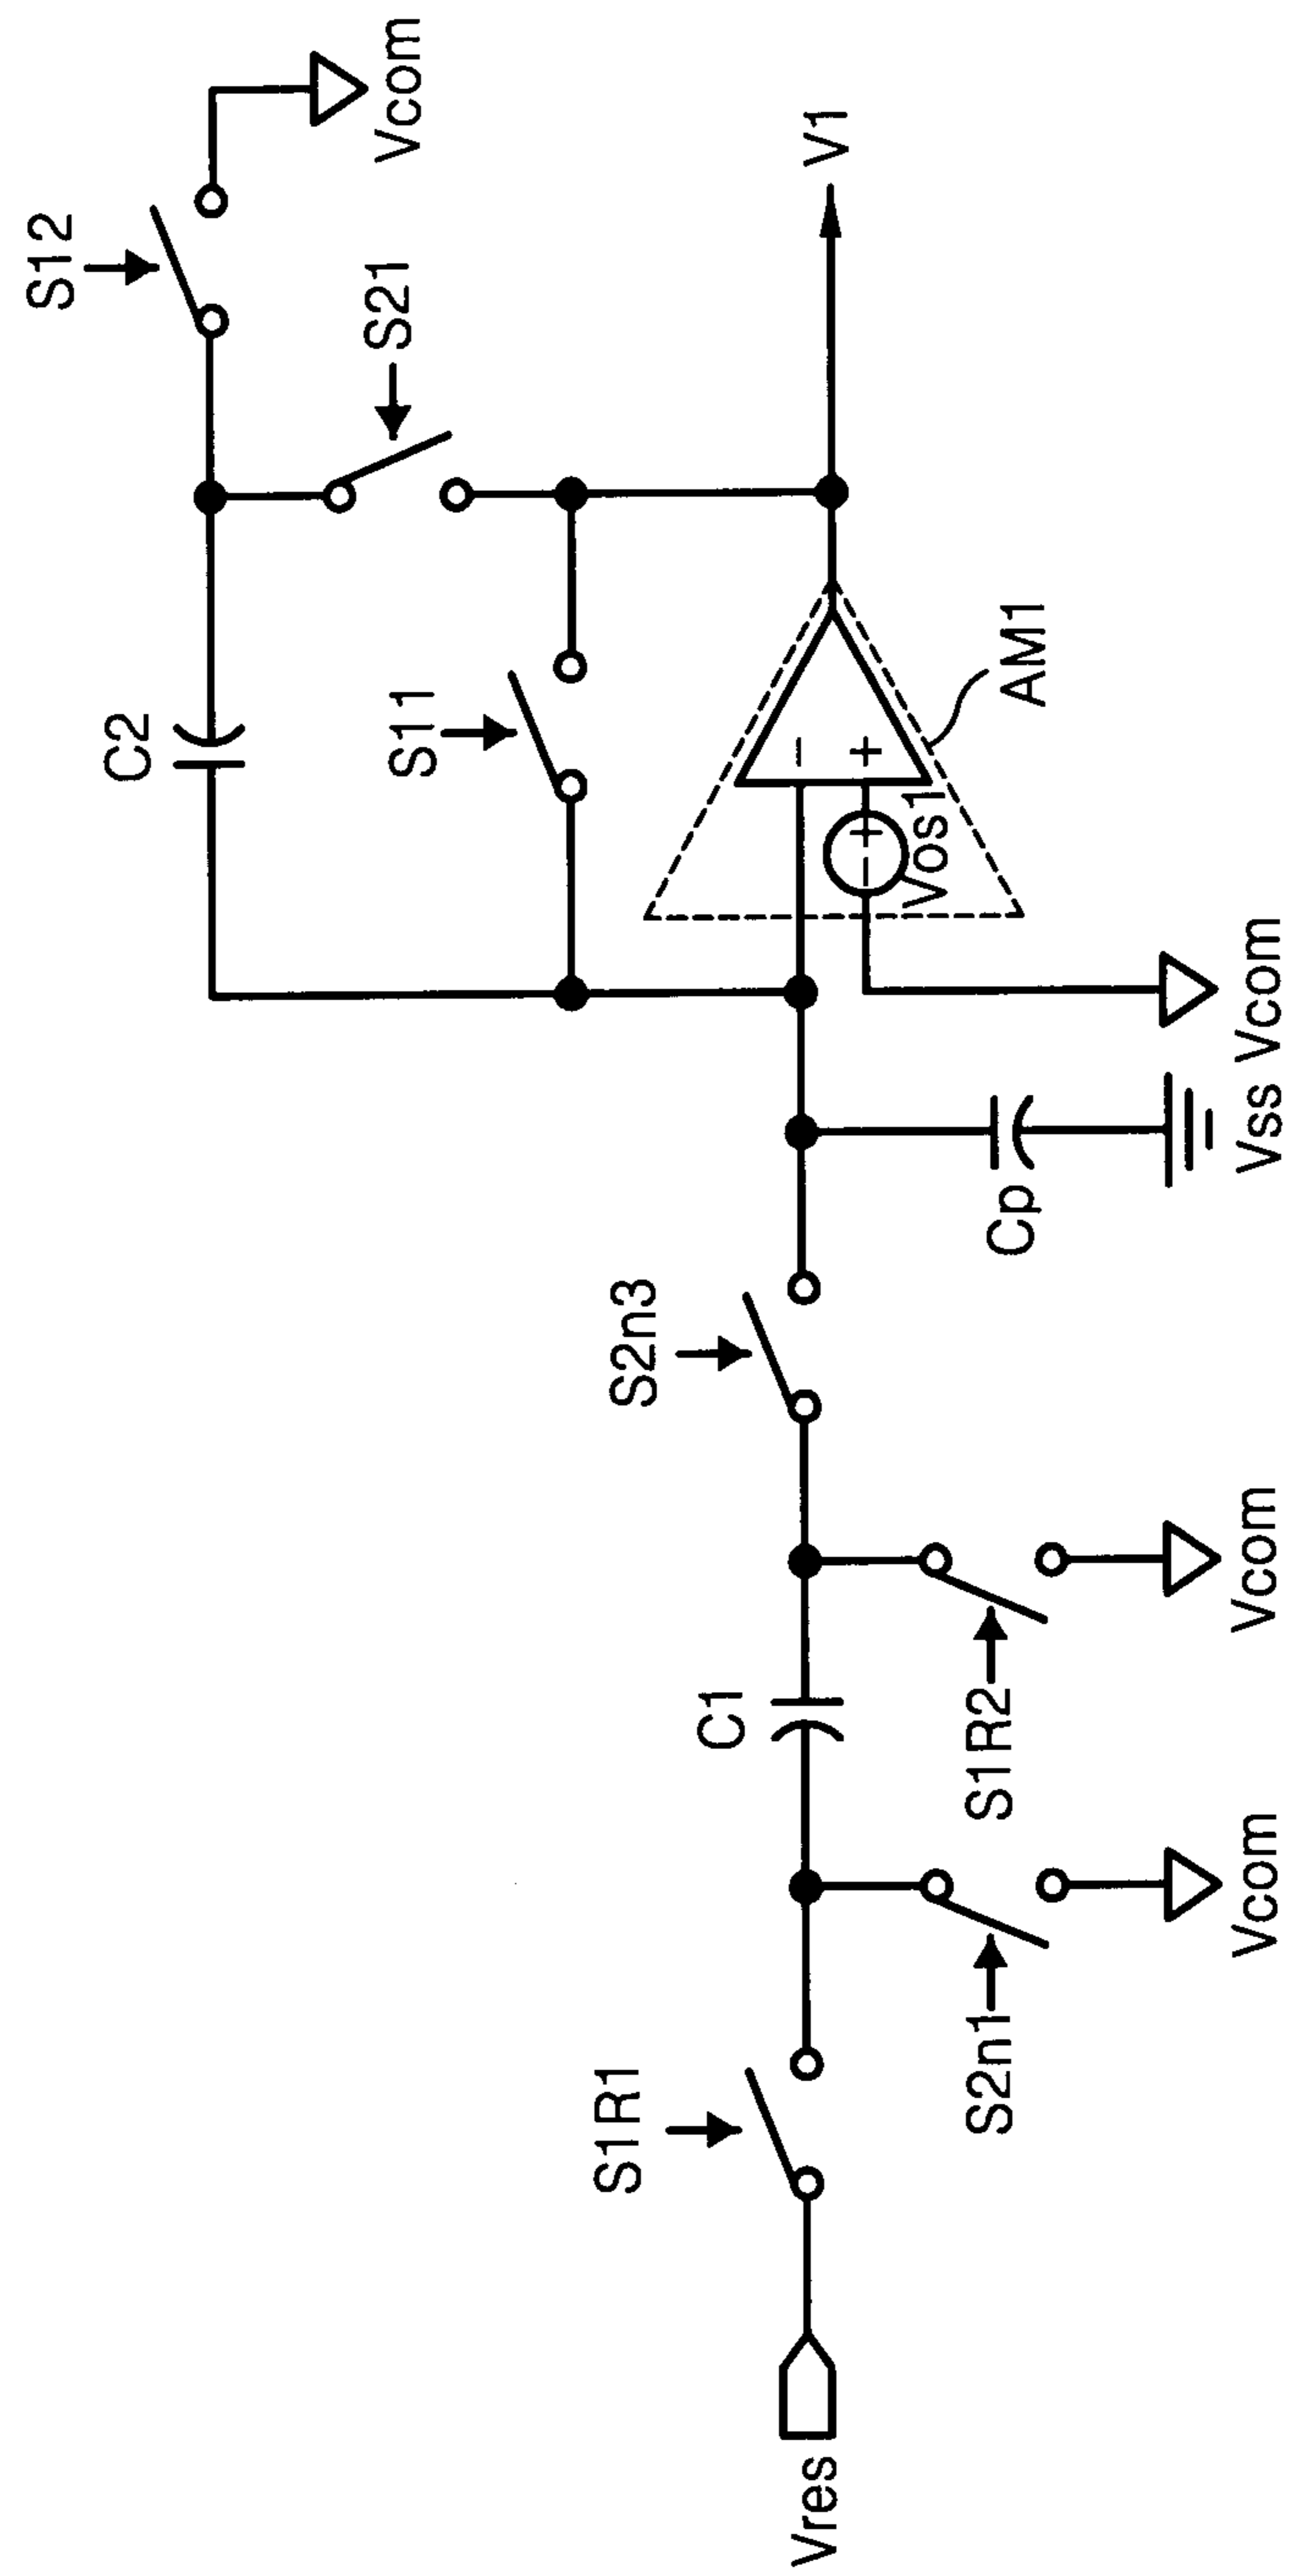 S12
Vcom
C2
S21
S11
V1
AM1
-
+
+
-
Vos1
S2n3
Cp
Vss
Vcom
C1
S1R2
Vcom
S1R1
S2n1
Vcom
Vres